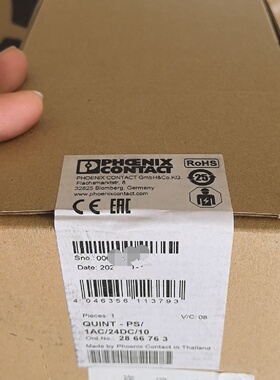 PHŒNIX
CONTACT
RoHS
25
PHOENIX CONTACT GmbH&Co.KG
Flachsmarktstr. 8
32825 Blomberg, Germany
www.phoenixcontact.com
CE EAC
Sno.:
Date: 202
4 046356 113793
Pieces: 1 V/C: 08
QUINT - PS/
1AC/24DC/10
Ord.No.: 28 66 76 3
Made by Phoenix Contact in Thailand